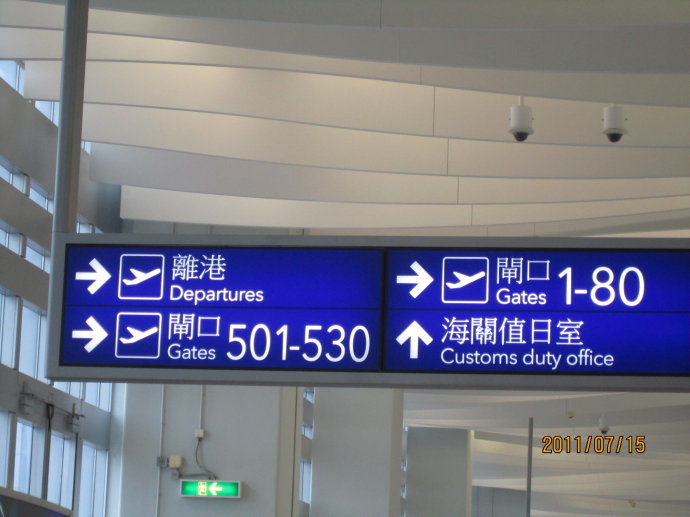 離港
Departures
閘口
Gates
501-530
閘口
Gates
1-80
海關值日室
Customs duty office
2011/07/15